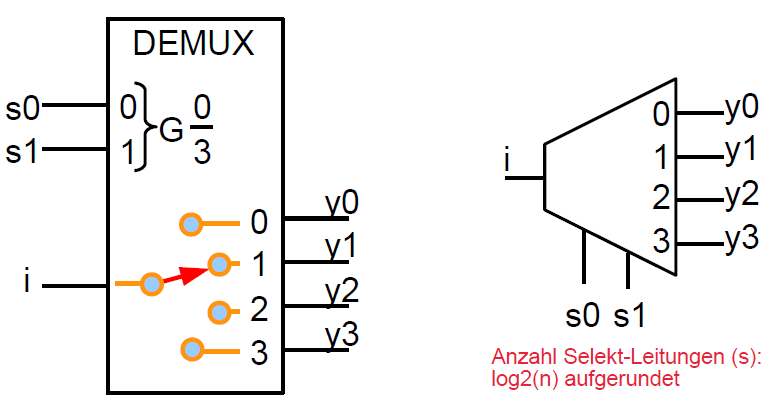 DEMUX
s0 0 } G 0/3
s1 1
0 y0
1 y1
i
2 y2
3 y3
0 y0
i 1 y1
2 y2
3 y3
s0 s1
Anzahl Selekt-Leitungen (s):
log2(n) aufgerundet